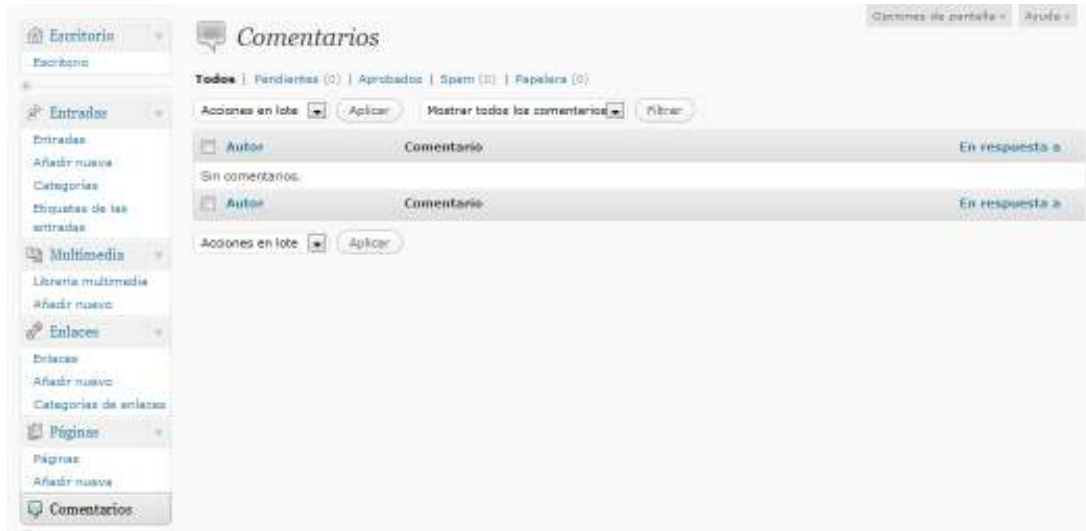 Opciones de pantalla Ayuda
Escritorio
Escritorio
Entradas
Entradas
Añadir nueva
Categorías
Etiquetas de las
entradas
Multimedia
Librería multimedia
Añadir nuevo
Enlaces
Enlaces
Añadir nuevo
Categorías de enlaces
Páginas
Páginas
Añadir nueva
Comentarios
Comentarios
Todos | Pendientes (0) | Aprobados | Spam (0) | Papelera (0)
Acciones en lote Aplicar Mostrar todos los comentarios Filtrar
Autor Comentario En respuesta a
Sin comentarios.
Autor Comentario En respuesta a
Acciones en lote Aplicar